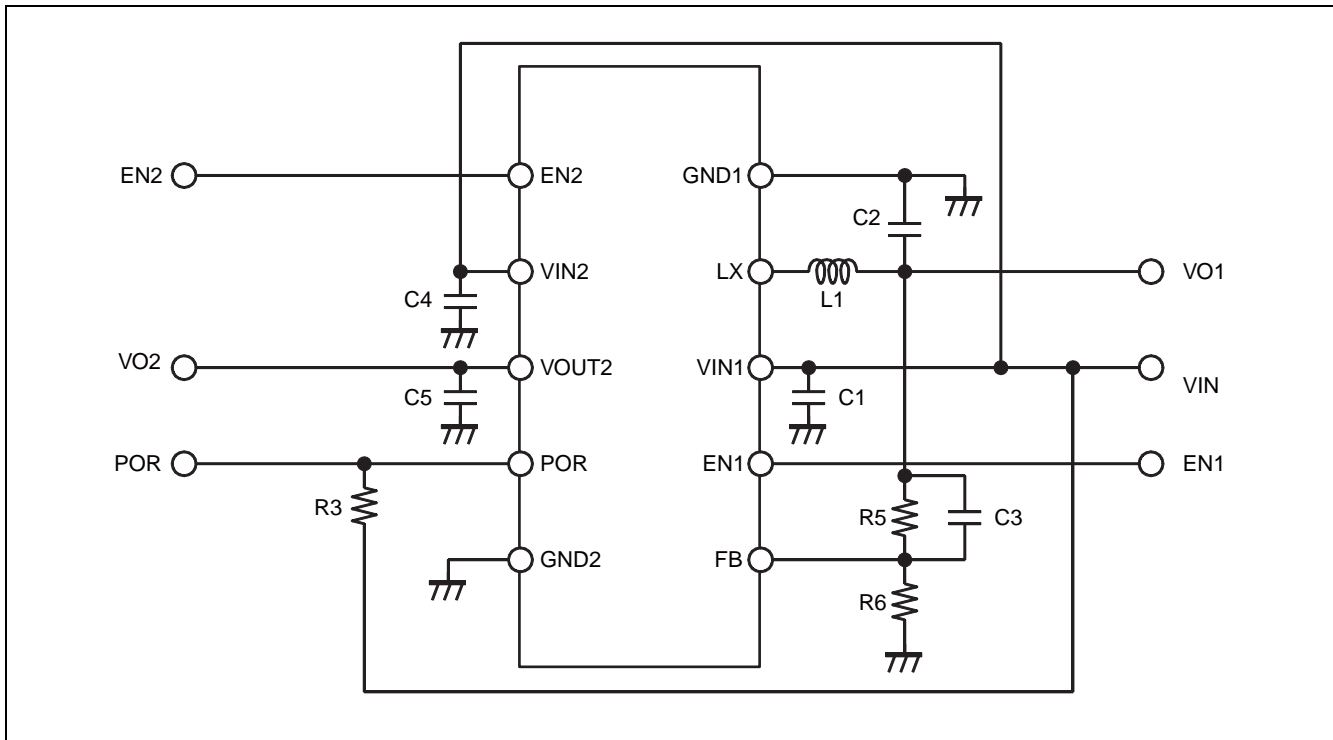 EN2
EN2
GND1
C2
VIN2
LX
VO1
C4
L1
VO2
VOUT2
VIN1
VIN
C5
C1
POR
POR
EN1
EN1
R3
R5
C3
GND2
FB
R6